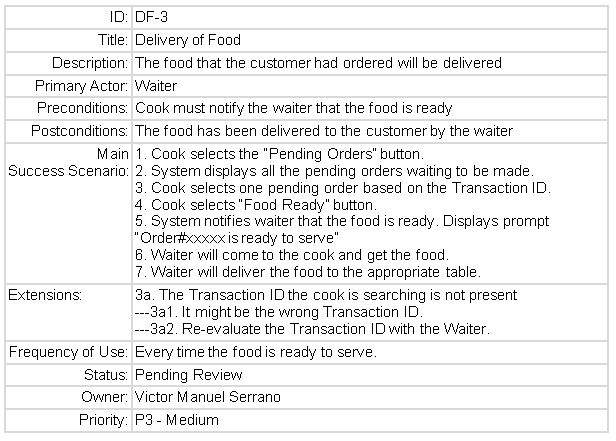 ID: DF-3
Title: Delivery of Food
Description: The food that the customer had ordered will be delivered
Primary Actor: Waiter
Preconditions: Cook must notify the waiter that the food is ready
Postconditions: The food has been delivered to the customer by the waiter
Main 1. Cook selects the "Pending Orders" button.
Success Scenario: 2. System displays all the pending orders waiting to be made.
3. Cook selects one pending order based on the Transaction ID.
4. Cook selects "Food Ready" button.
5. System notifies waiter that the food is ready. Displays prompt
"Order#xxxxx is ready to serve"
6. Waiter will come to the cook and get the food.
7. Waiter will deliver the food to the appropriate table.
Extensions: 3a. The Transaction ID the cook is searching is not present
---3a1. It might be the wrong Transaction ID.
---3a2. Re-evaluate the Transaction ID with the Waiter.
Frequency of Use: Every time the food is ready to serve.
Status: Pending Review
Owner: Victor Manuel Serrano
Priority: P3 - Medium